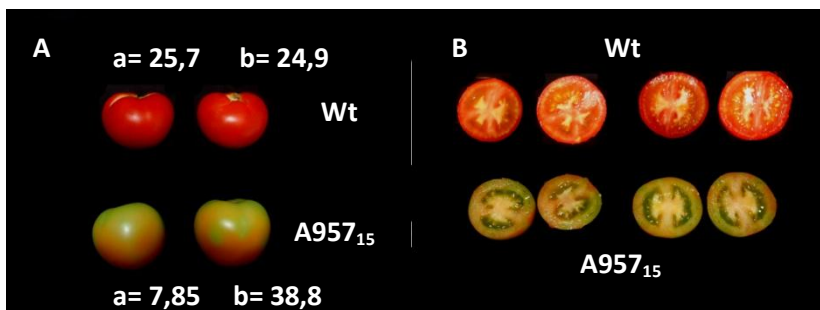 A
a= 25,7 b= 24,9
Wt
A957₁₅
a= 7,85 b= 38,8
B
Wt
A957₁₅